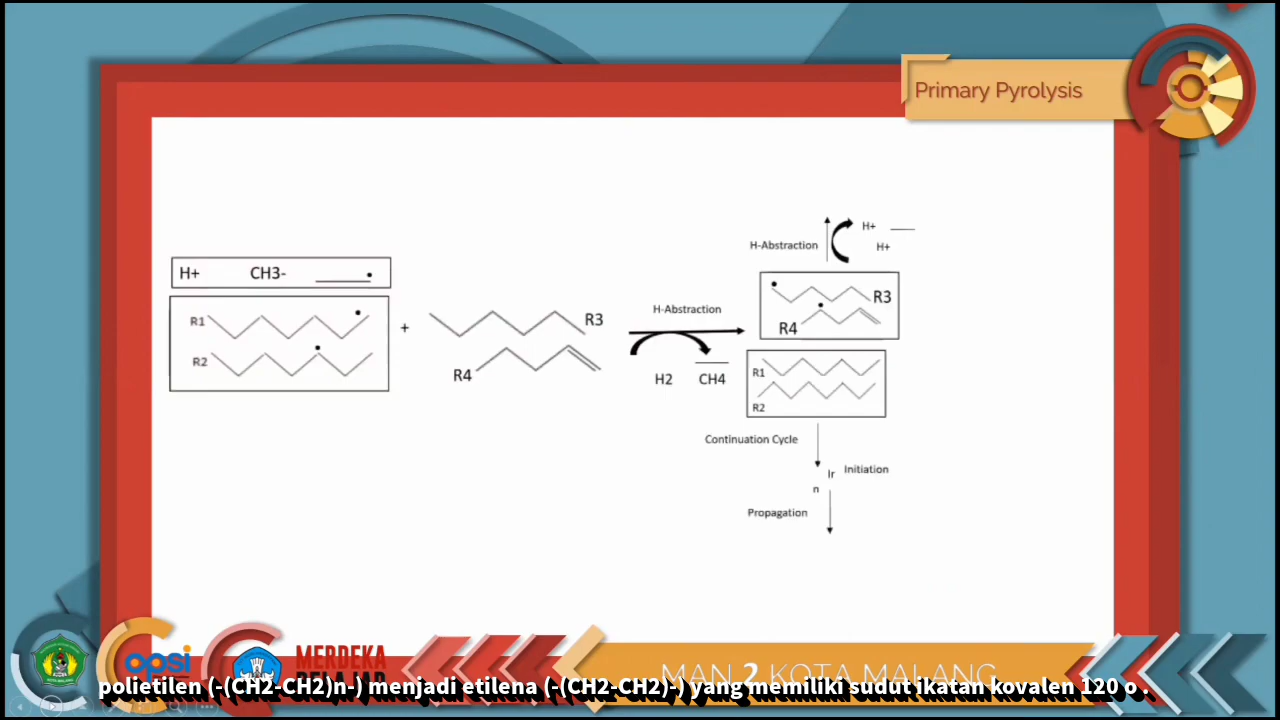 Primary Pyrolysis
H+ CH3-
R1
R2
+
R3
R4
H-Abstraction
H2 CH4
H-Abstraction
H+
H+
R3
R4
R1
R2
Continuation Cycle
Ir Initiation
n
Propagation
opsi
MERDEKA
MAN 2 KOTA MALANG
polietilen (-(CH2-CH2)n-) menjadi etilena (-(CH2-CH2)-) yang memiliki sudut ikatan kovalen 120 o .